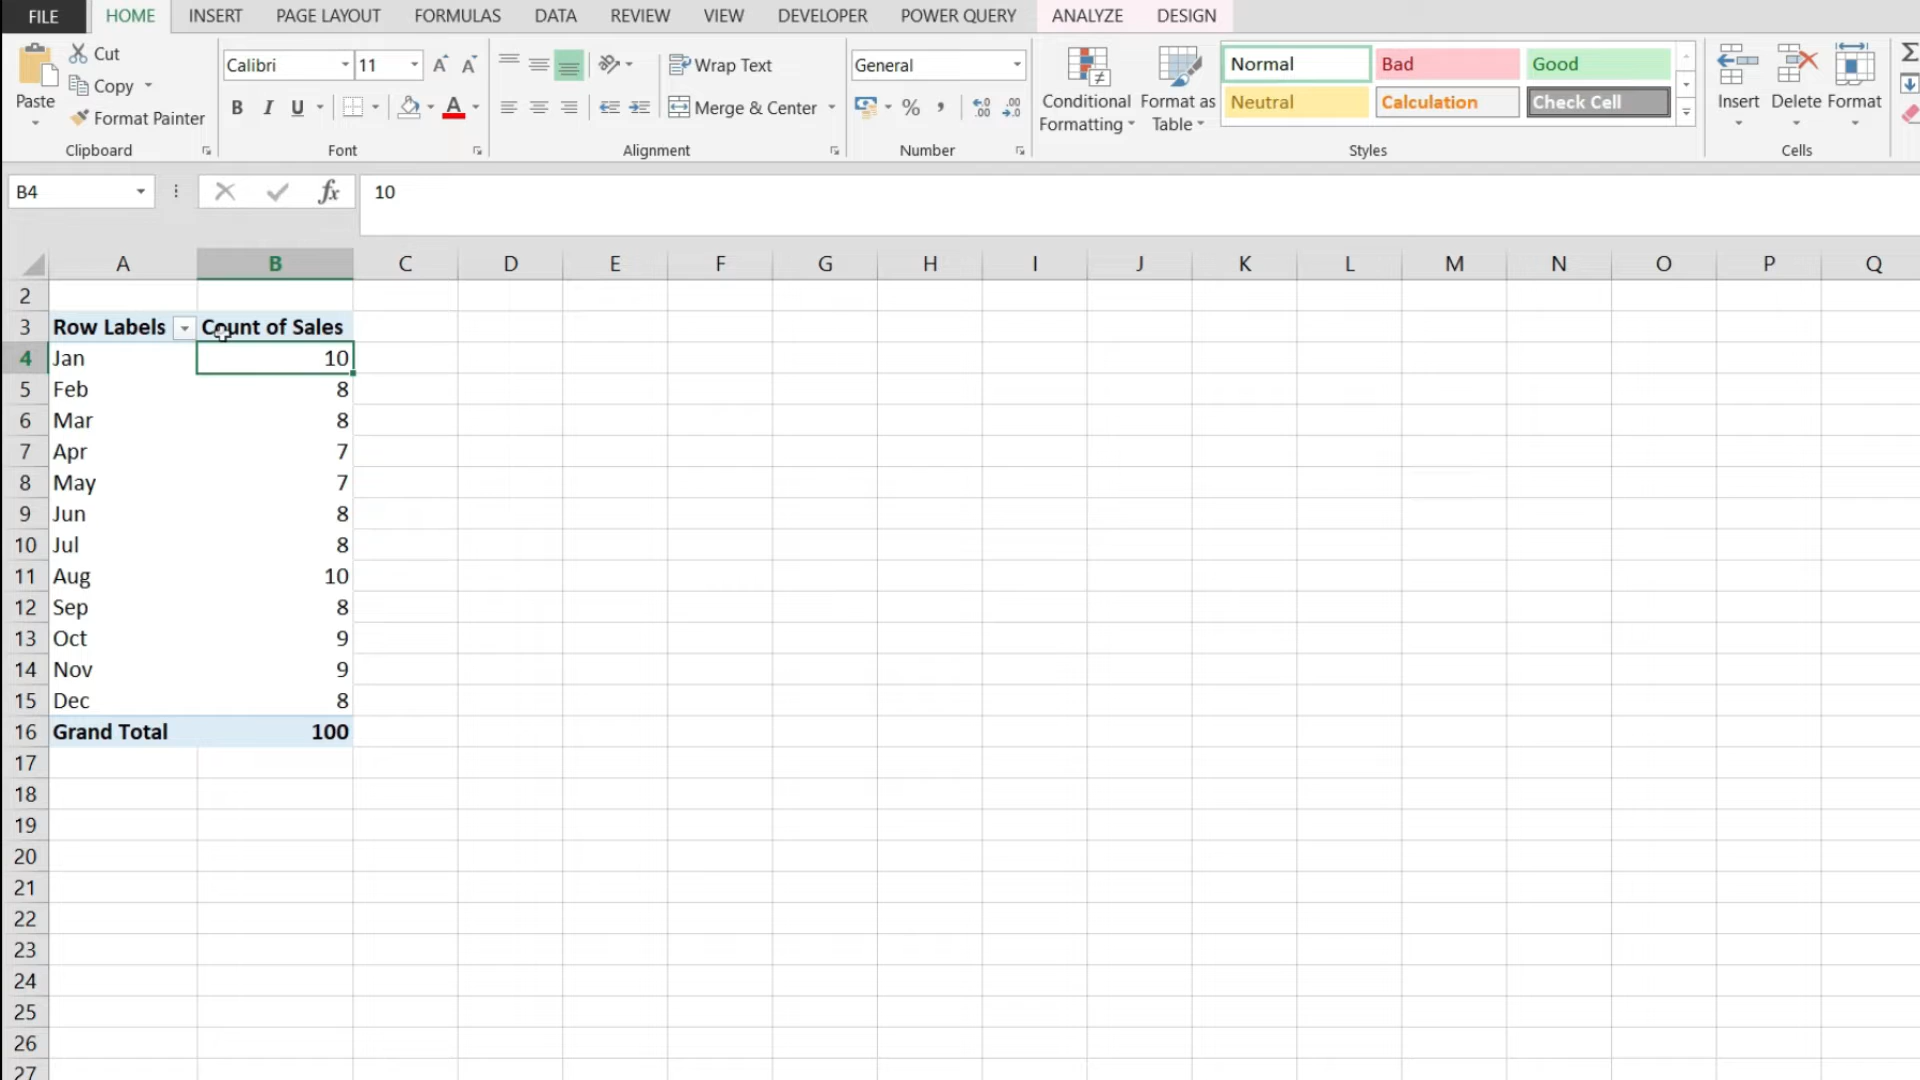 FILE HOME INSERT PAGE LAYOUT FORMULAS DATA REVIEW VIEW DEVELOPER POWER QUERY ANALYZE DESIGN
Cut
Copy
Format Painter
Paste
Clipboard
Calibri 11
B I U A
Font
Wrap Text
Merge & Center
Alignment
General
% ,
Number
Conditional Formatting
Format as Table
Normal Bad Good
Neutral Calculation Check Cell
Styles
Insert Delete Format
Cells
B4 fx 10
A B C D E F G H I J K L M N O P Q
2
3 Row Labels Count of Sales
4 Jan 10
5 Feb 8
6 Mar 8
7 Apr 7
8 May 7
9 Jun 8
10 Jul 8
11 Aug 10
12 Sep 8
13 Oct 9
14 Nov 9
15 Dec 8
16 Grand Total 100
17
18
19
20
21
22
23
24
25
26
27